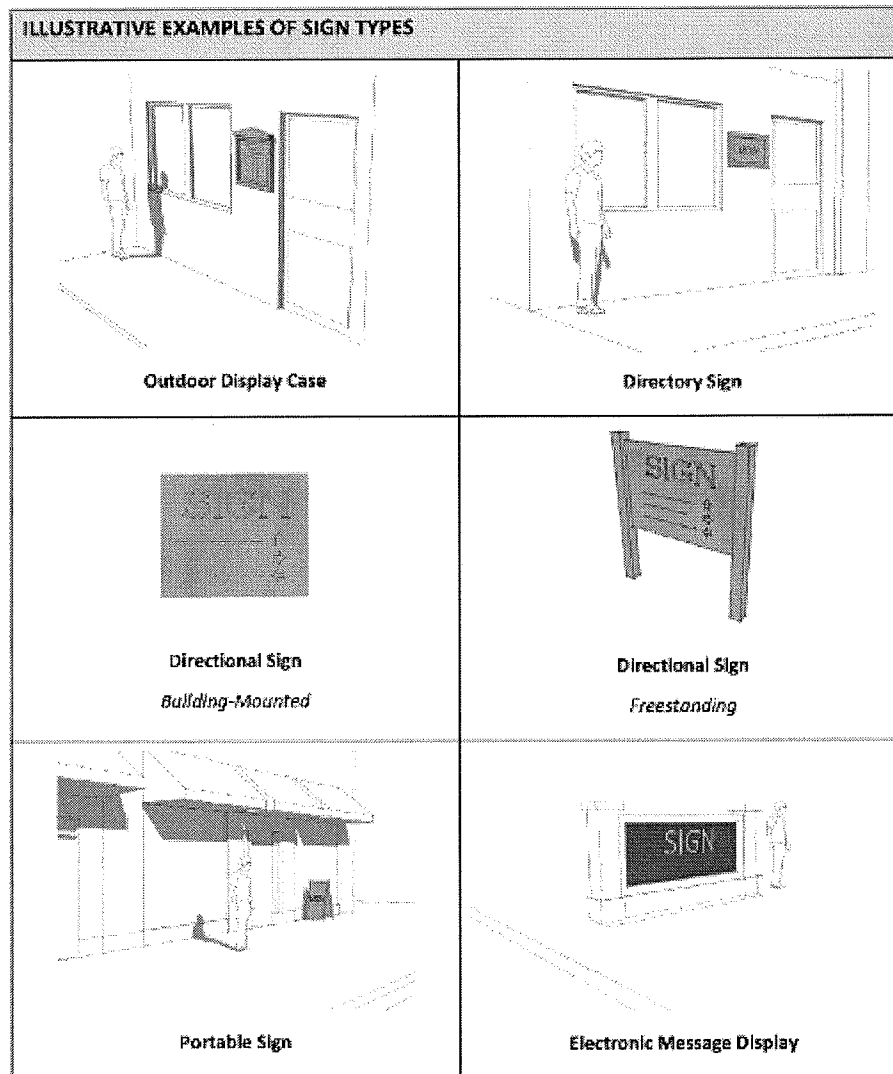 ILLUSTRATIVE EXAMPLES OF SIGN TYPES
Outdoor Display Case
Directory Sign
SIGN
SIGN
Directional Sign
Building-Mounted
Directional Sign
Freestanding
SIGN
Portable Sign
Electronic Message Display